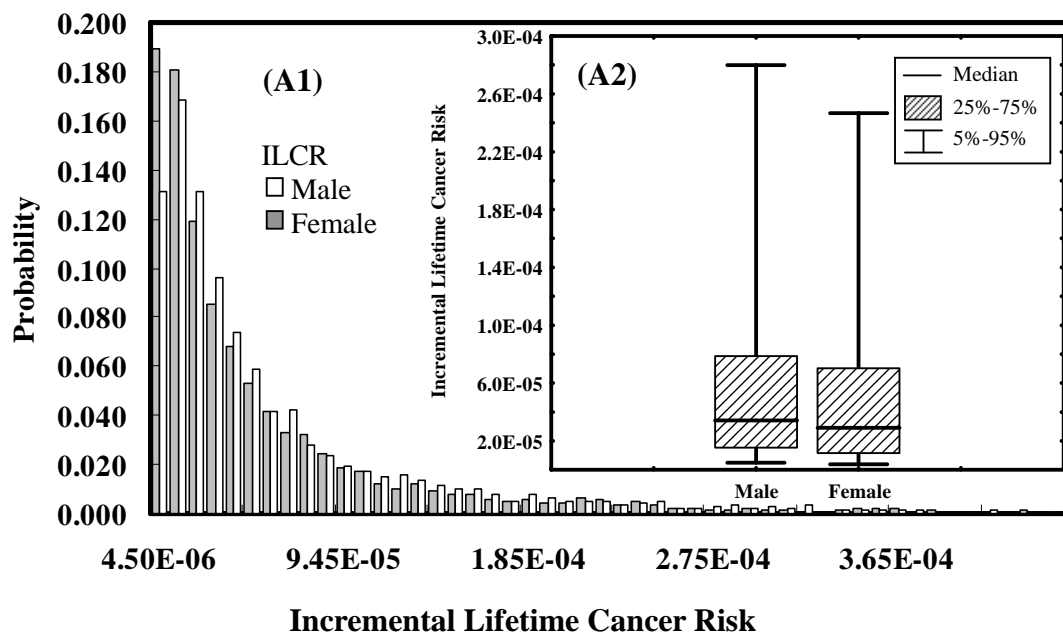 0.200
0.180
0.160
0.140
0.120
0.100
0.080
0.060
0.040
0.020
0.000
Probability
(A1)
ILCR
Male
Female
4.50E-06
9.45E-05
1.85E-04
2.75E-04
3.65E-04
Incremental Lifetime Cancer Risk
(A2)
3.0E-04
2.6E-04
2.2E-04
1.8E-04
1.4E-04
1.0E-04
6.0E-05
2.0E-05
Incremental Lifetime Cancer Risk
Median
25%-75%
5%-95%
Male
Female